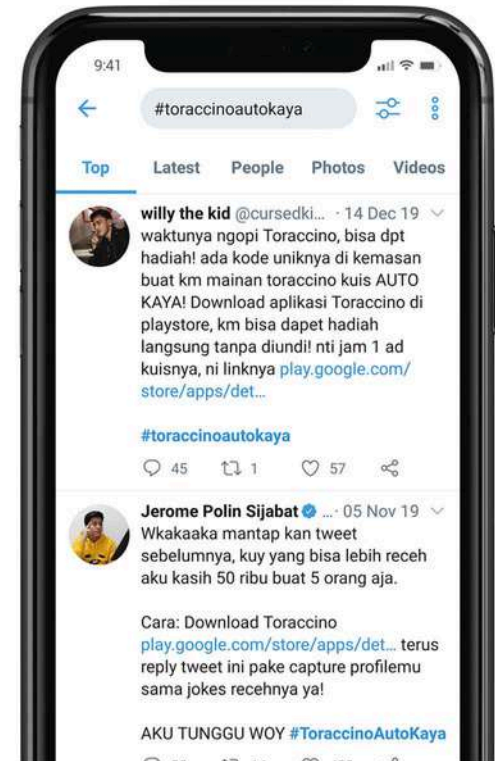 9:41
#toraccinoautokaya
Top Latest People Photos Videos
willy the kid @cursedki... · 14 Dec 19
waktunya ngopi Toraccino, bisa dpt
hadiah! ada kode uniknya di kemasan
buat km mainan toraccino kuis AUTO
KAYA! Download aplikasi Toraccino di
playstore, km bisa dapet hadiah
langsung tanpa diundi! nti jam 1 ad
kuisnya, ni linknya play.google.com/
store/apps/det...
#toraccinoautokaya
45 1 57
Jerome Polin Sijabat ... · 05 Nov 19
Wkakaaka mantap kan tweet
sebelumnya, kuy yang bisa lebih receh
aku kasih 50 ribu buat 5 orang aja.
Cara: Download Toraccino
play.google.com/store/apps/det... terus
reply tweet ini pake capture profilemu
sama jokes recehnya ya!
AKU TUNGGU WOY #ToraccinoAutoKaya